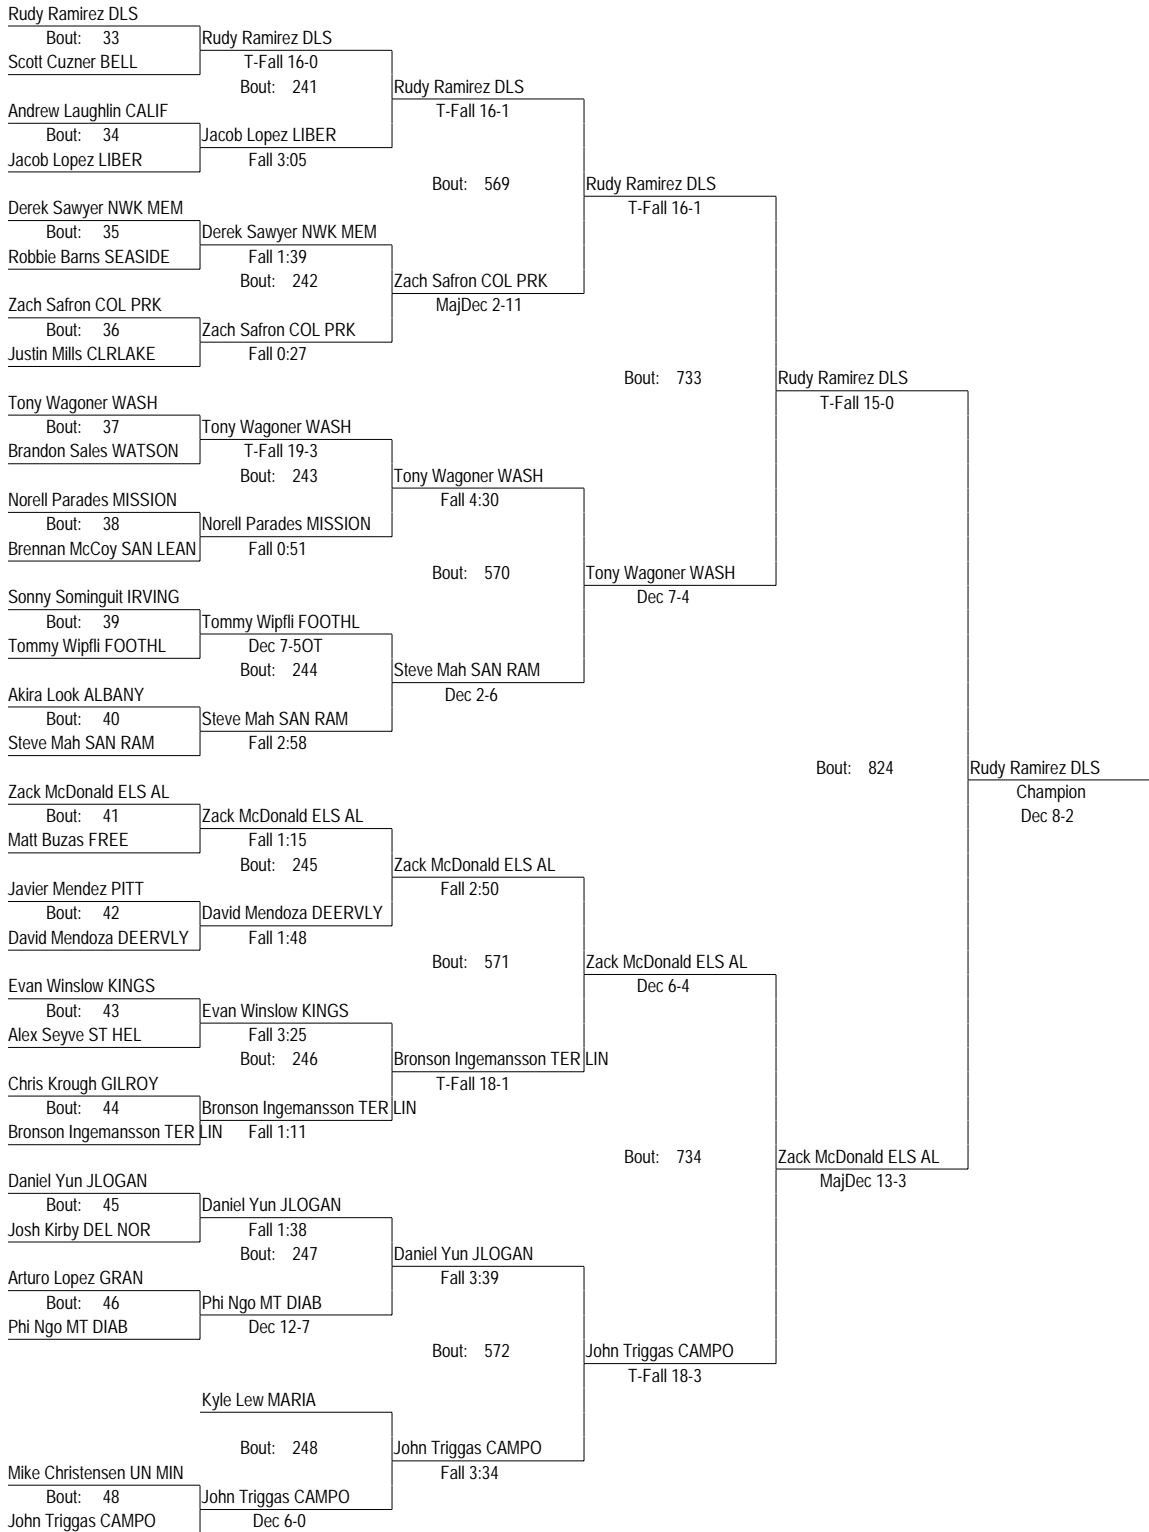 Rudy Ramirez DLS
Bout: 33
Rudy Ramirez DLS
Scott Cuzner BELL
T-Fall 16-0
Bout: 241
Rudy Ramirez DLS
Andrew Laughlin CALIF
T-Fall 16-1
Bout: 34
Jacob Lopez LIBER
Jacob Lopez LIBER
Fall 3:05
Bout: 569
Rudy Ramirez DLS
Derek Sawyer NWK MEM
T-Fall 16-1
Bout: 35
Derek Sawyer NWK MEM
Robbie Barns SEASIDE
Fall 1:39
Bout: 242
Zach Safron COL PRK
Zach Safron COL PRK
MajDec 2-11
Bout: 36
Zach Safron COL PRK
Justin Mills CLRLAKE
Fall 0:27
Bout: 733
Rudy Ramirez DLS
Tony Wagoner WASH
T-Fall 15-0
Bout: 37
Tony Wagoner WASH
Brandon Sales WATSON
T-Fall 19-3
Bout: 243
Tony Wagoner WASH
Norell Parades MISSION
Fall 4:30
Bout: 38
Norell Parades MISSION
Brennan McCoy SAN LEAN
Fall 0:51
Bout: 570
Tony Wagoner WASH
Sonny Sominguit IRVING
Dec 7-4
Bout: 39
Tommy Wipfli FOOTHL
Tommy Wipfli FOOTHL
Dec 7-5OT
Bout: 244
Steve Mah SAN RAM
Akira Look ALBANY
Dec 2-6
Bout: 40
Steve Mah SAN RAM
Steve Mah SAN RAM
Fall 2:58
Bout: 824
Rudy Ramirez DLS
Zack McDonald ELS AL
Champion
Bout: 41
Zack McDonald ELS AL
Dec 8-2
Matt Buzas FREE
Fall 1:15
Bout: 245
Zack McDonald ELS AL
Javier Mendez PITT
Fall 2:50
Bout: 42
David Mendoza DEERVLY
David Mendoza DEERVLY
Fall 1:48
Bout: 571
Zack McDonald ELS AL
Evan Winslow KINGS
Dec 6-4
Bout: 43
Evan Winslow KINGS
Alex Seyve ST HEL
Fall 3:25
Bout: 246
Bronson Ingemansson TER LIN
Chris Krough GILROY
T-Fall 18-1
Bout: 44
Bronson Ingemansson TER LIN
Bronson Ingemansson TER LIN
Fall 1:11
Bout: 734
Zack McDonald ELS AL
Daniel Yun JLOGAN
MajDec 13-3
Bout: 45
Daniel Yun JLOGAN
Josh Kirby DEL NOR
Fall 1:38
Bout: 247
Daniel Yun JLOGAN
Arturo Lopez GRAN
Fall 3:39
Bout: 46
Phi Ngo MT DIAB
Phi Ngo MT DIAB
Dec 12-7
Bout: 572
John Triggas CAMPO
T-Fall 18-3
Kyle Lew MARIA
Bout: 248
John Triggas CAMPO
Mike Christensen UN MIN
Fall 3:34
Bout: 48
John Triggas CAMPO
John Triggas CAMPO
Dec 6-0